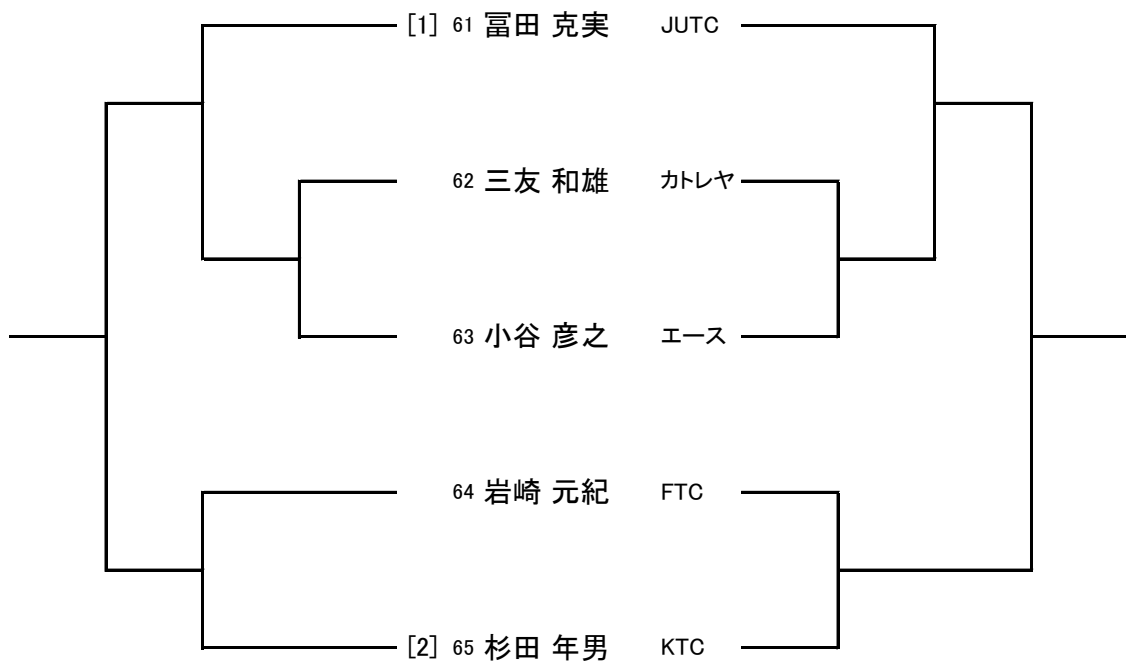 [1] 61 冨田 克実 JUTC
62 三友 和雄 カトレヤ
63 小谷 彦之 エース
64 岩崎 元紀 FTC
[2] 65 杉田 年男 KTC